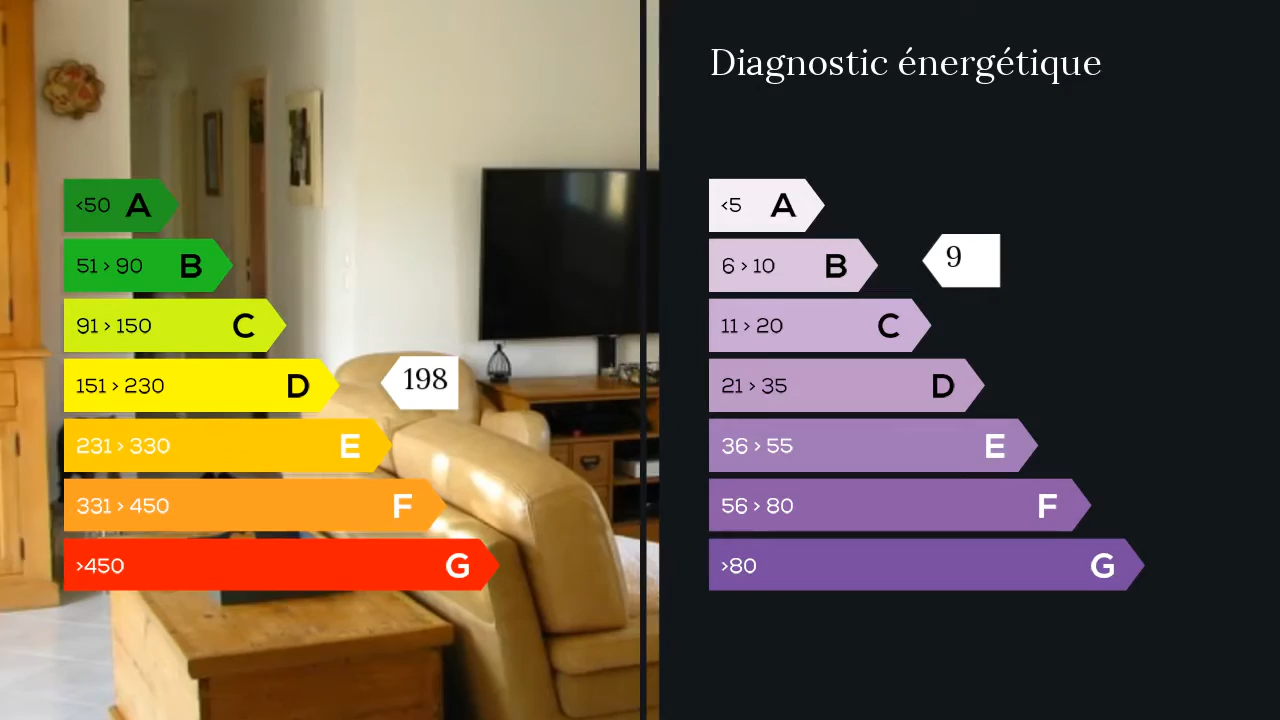 Diagnostic énergétique
<50 A
51 > 90 B
91 > 150 C
151 > 230 D
198
231 > 330 E
331 > 450 F
>450 G
<5 A
6 > 10 B
9
11 > 20 C
21 > 35 D
36 > 55 E
56 > 80 F
>80 G